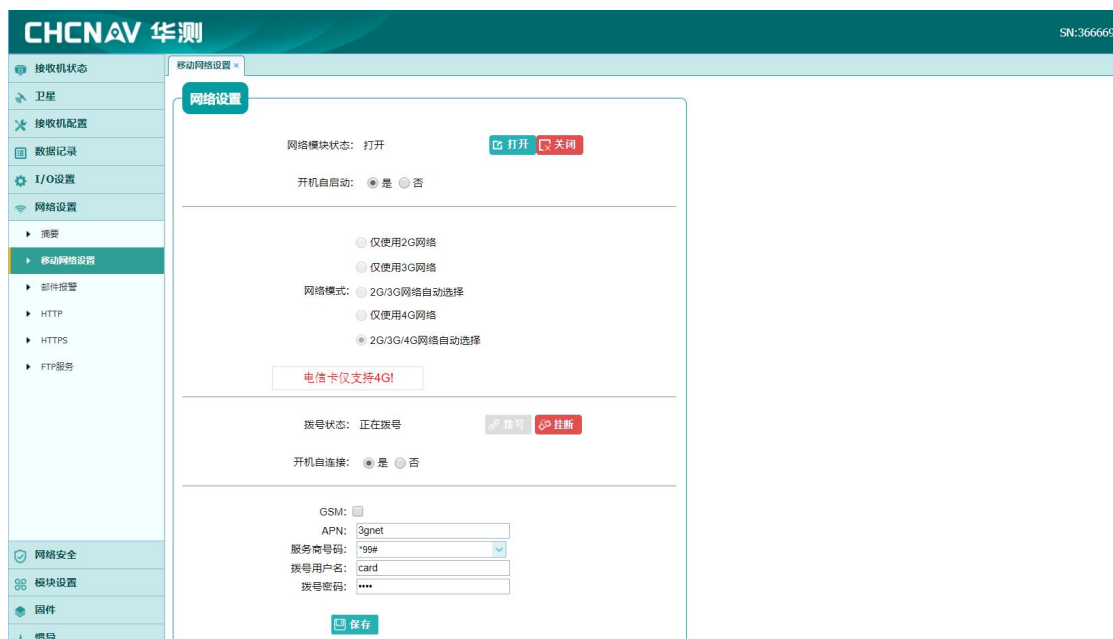 CHCNAV 华测
SN:366669
接收机状态
卫星
接收机配置
数据记录
I/O设置
网络设置
摘要
移动网络设置
邮件报警
HTTP
HTTPS
FTP服务
网络安全
模块设置
固件
惯导
移动网络设置 ×
网络设置
网络模块状态: 打开 打开 关闭
开机自启动: 是 否
仅使用2G网络
仅使用3G网络
网络模式: 2G/3G网络自动选择
仅使用4G网络
2G/3G/4G网络自动选择
电信卡仅支持4G!
拨号状态: 正在拨号 拨号 挂断
开机自连接: 是 否
GSM:
APN: 3gnet
服务商号码: *99#
拨号用户名: card
拨号密码: ••••
保存